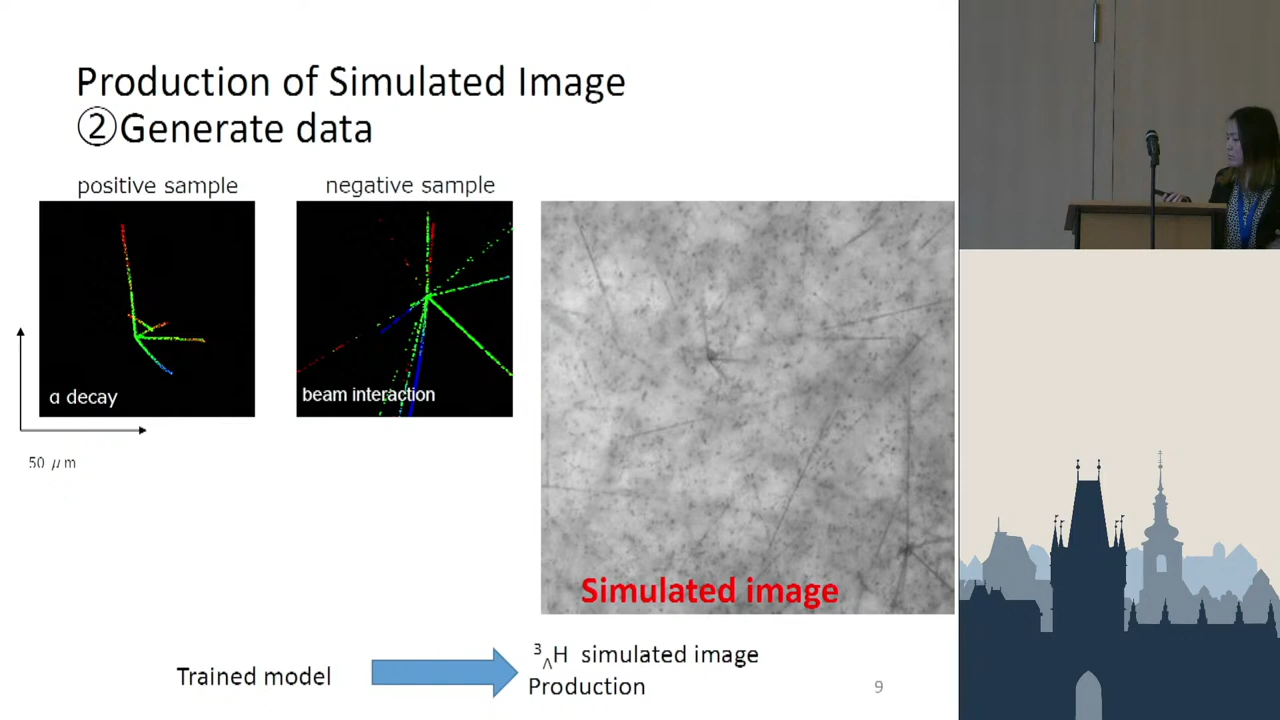 Production of Simulated Image
②Generate data
positive sample
negative sample
α decay
beam interaction
50 μm
Simulated image
Trained model
³ΛH simulated image
Production
9